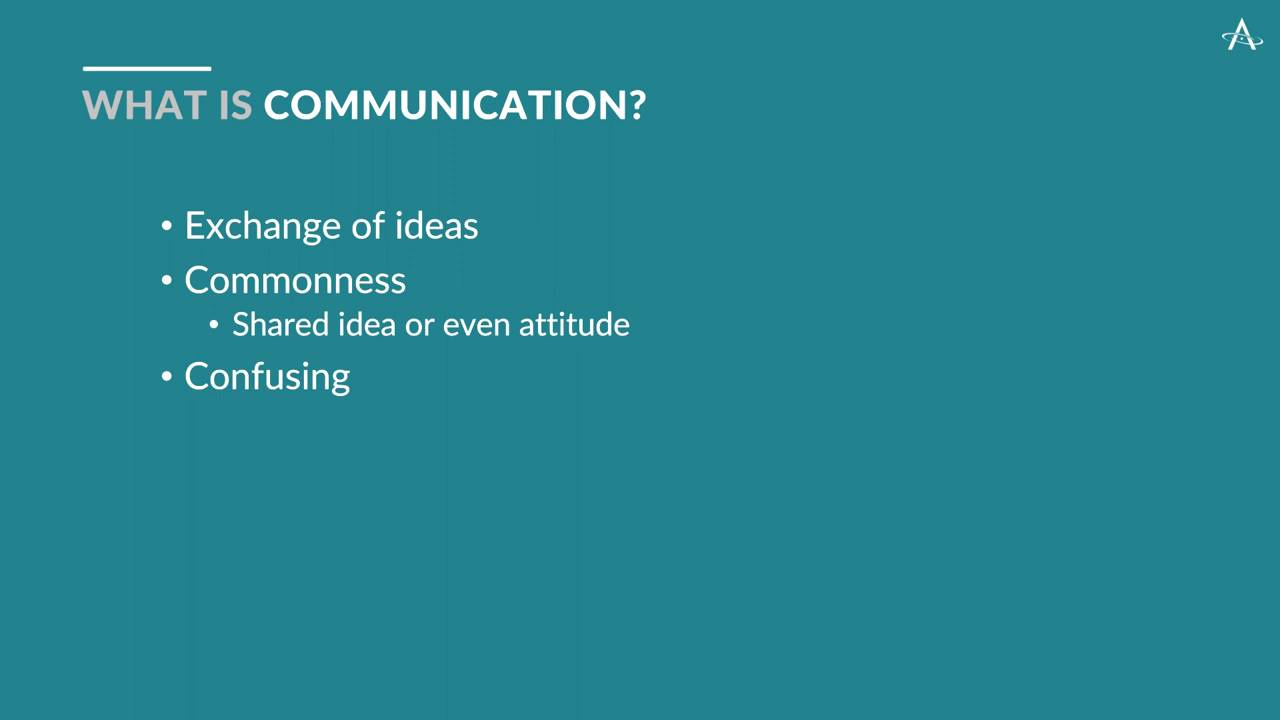 WHAT IS COMMUNICATION?
• Exchange of ideas
• Commonness
• Shared idea or even attitude
• Confusing